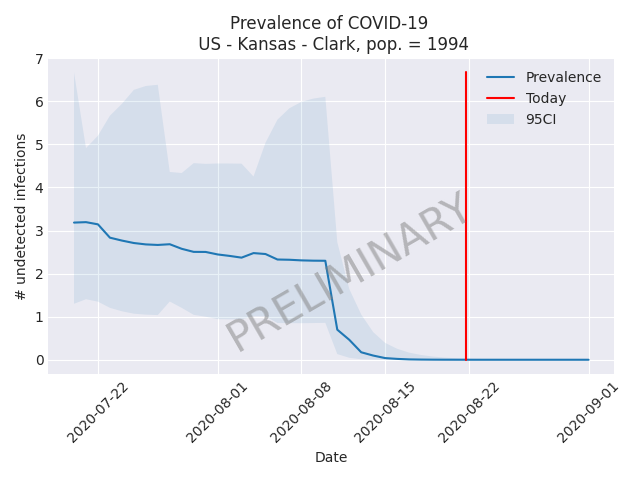 Prevalence of COVID-19
US - Kansas - Clark, pop. = 1994
7
6
5
4
3
2
1
0
# undetected infections
Prevalence
Today
95CI
PRELIMINARY
2020-07-22
2020-08-01
2020-08-08
2020-08-15
2020-08-22
2020-09-01
Date